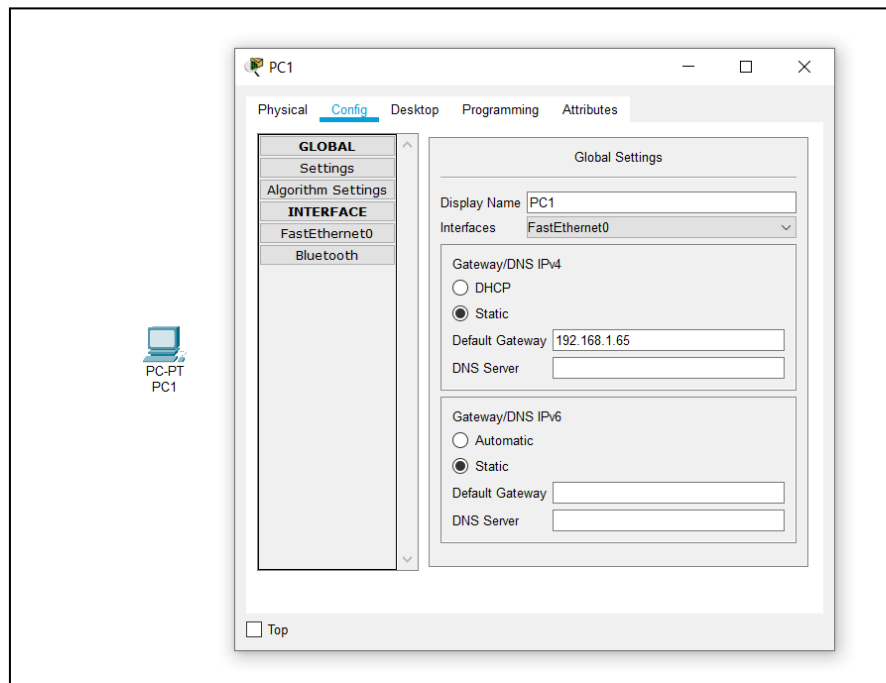 PC1
Physical Config Desktop Programming Attributes
GLOBAL
Settings
Algorithm Settings
INTERFACE
FastEthernet0
Bluetooth
Global Settings
Display Name PC1
Interfaces FastEthernet0
Gateway/DNS IPv4
DHCP
Static
Default Gateway 192.168.1.65
DNS Server
Gateway/DNS IPv6
Automatic
Static
Default Gateway
DNS Server
Top
PC-PT
PC1